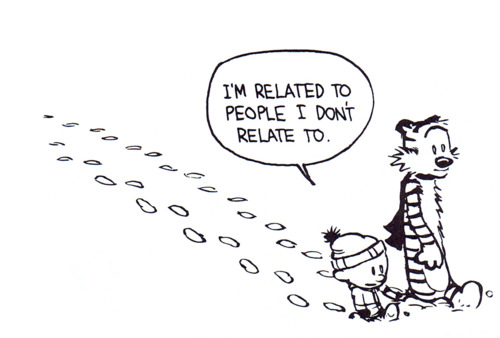 I'M RELATED TO
PEOPLE I DON'T
RELATE TO.